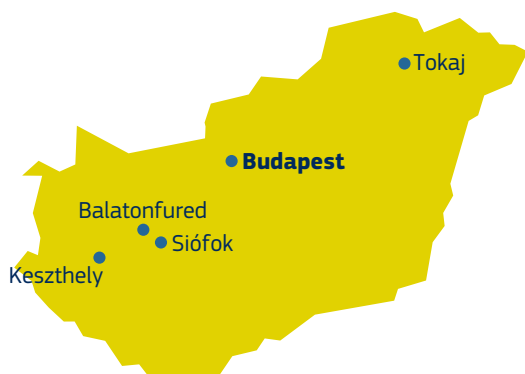 Tokaj
Budapest
Balatonfured
Siófok
Keszthely